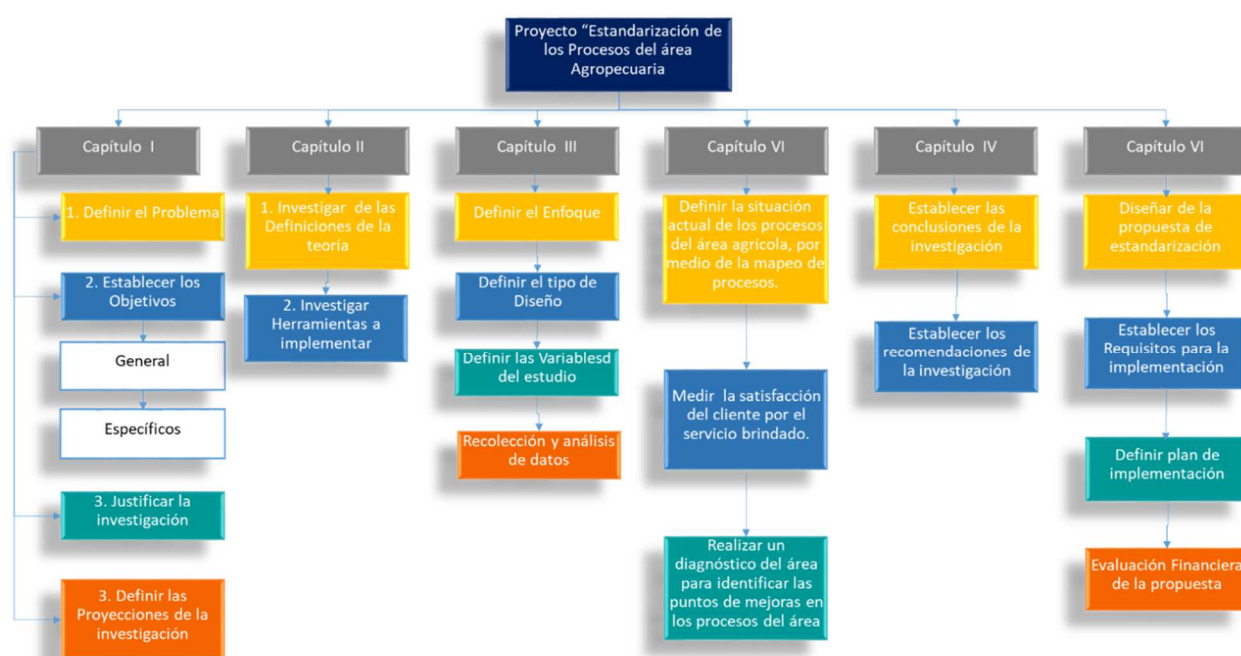 Proyecto “Estandarización de
los Procesos del área
Agropecuaria
Capítulo I
1. Definir el Problema
2. Establecer los
Objetivos
General
Específicos
3. Justificar la
investigación
3. Definir las
Proyecciones de la
investigación
Capítulo II
1. Investigar de las
Definiciones de la
teoría
2. Investigar
Herramientas a
implementar
Capítulo III
Definir el Enfoque
Definir el tipo de
Diseño
Definir las Variablesd
del estudio
Recolección y análisis
de datos
Capítulo VI
Definir la situación
actual de los procesos
del área agrícola, por
medio de la mapeo de
procesos.
Medir la satisfacción
del cliente por el
servicio brindado.
Realizar un
diagnóstico del área
para identificar las
puntos de mejoras en
los procesos del área
Capítulo IV
Establecer las
conclusiones de la
investigación
Establecer los
recomendaciones de
la investigación
Capítulo VI
Diseñar de la
propuesta de
estandarización
Establecer los
Requisitos para la
implementación
Definir plan de
implementación
Evaluación Financiera
de la propuesta